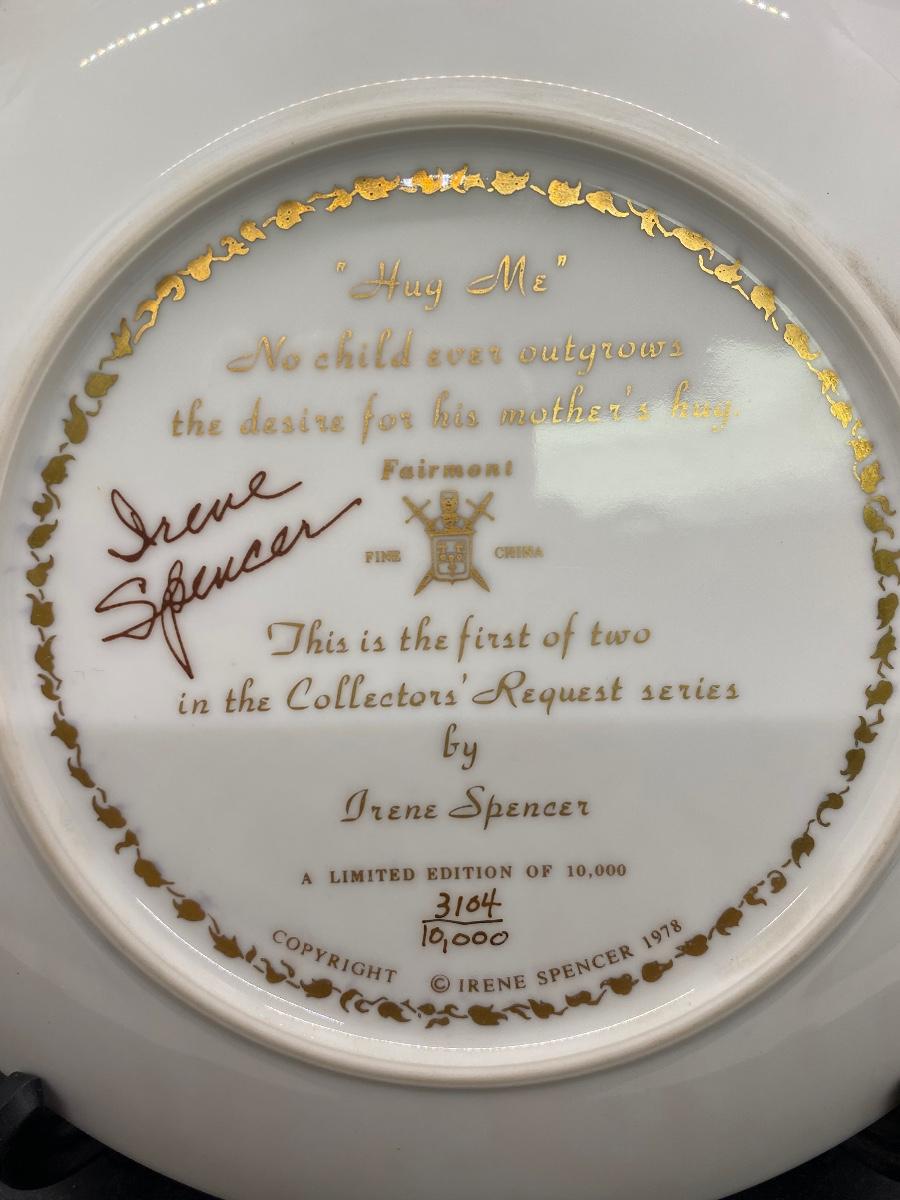 "Hug Me"
No child ever outgrows
the desire for his mother's hug.
Fairmont
FINE CHINA
Irene
Spencer
This is the first of two
in the Collectors' Request series
by
Irene Spencer
A LIMITED EDITION OF 10,000
3104
10,000
COPYRIGHT © IRENE SPENCER 1978